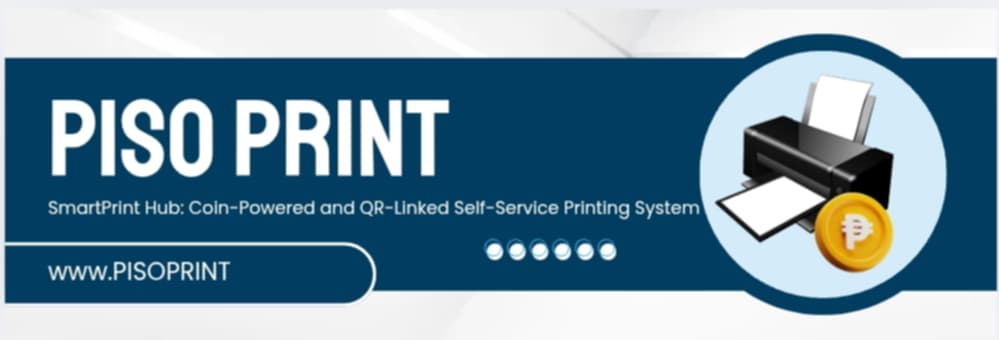 PISO PRINT
SmartPrint Hub: Coin-Powered and QR-Linked Self-Service Printing System
www.PISOPRINT
₱